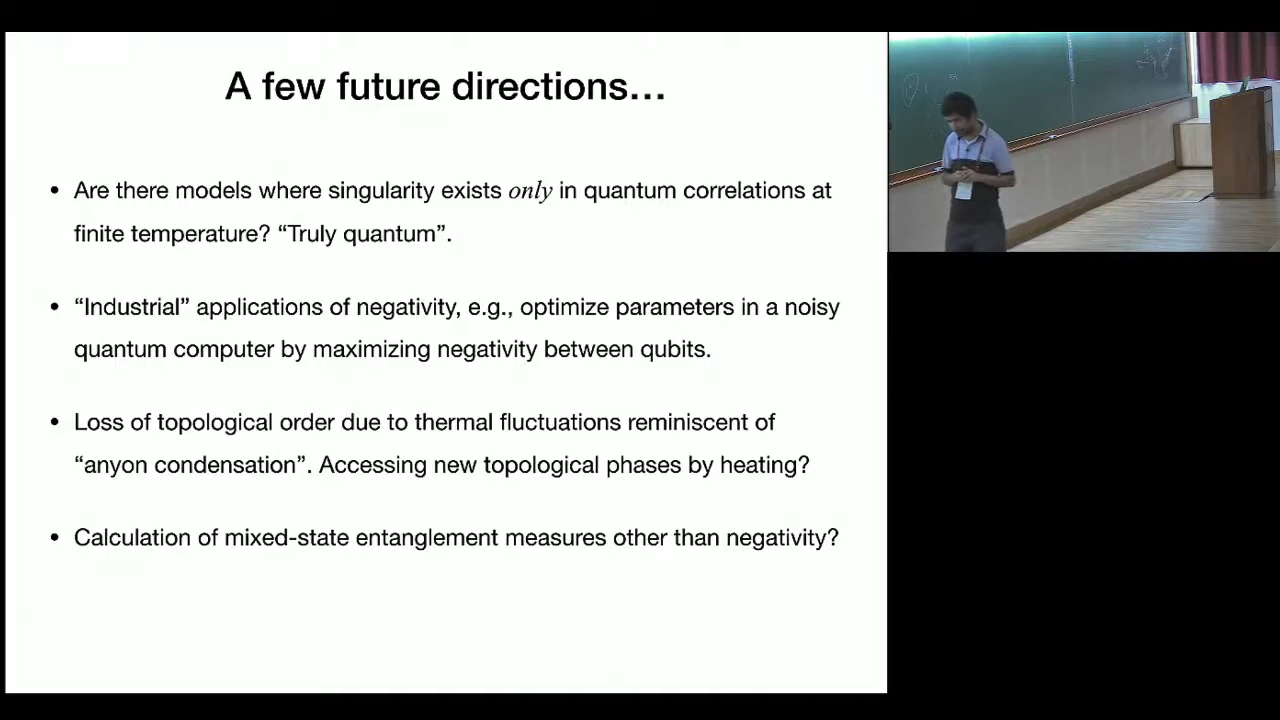 A few future directions…
• Are there models where singularity exists only in quantum correlations at
finite temperature? “Truly quantum”.
• “Industrial” applications of negativity, e.g., optimize parameters in a noisy
quantum computer by maximizing negativity between qubits.
• Loss of topological order due to thermal fluctuations reminiscent of
“anyon condensation”. Accessing new topological phases by heating?
• Calculation of mixed-state entanglement measures other than negativity?